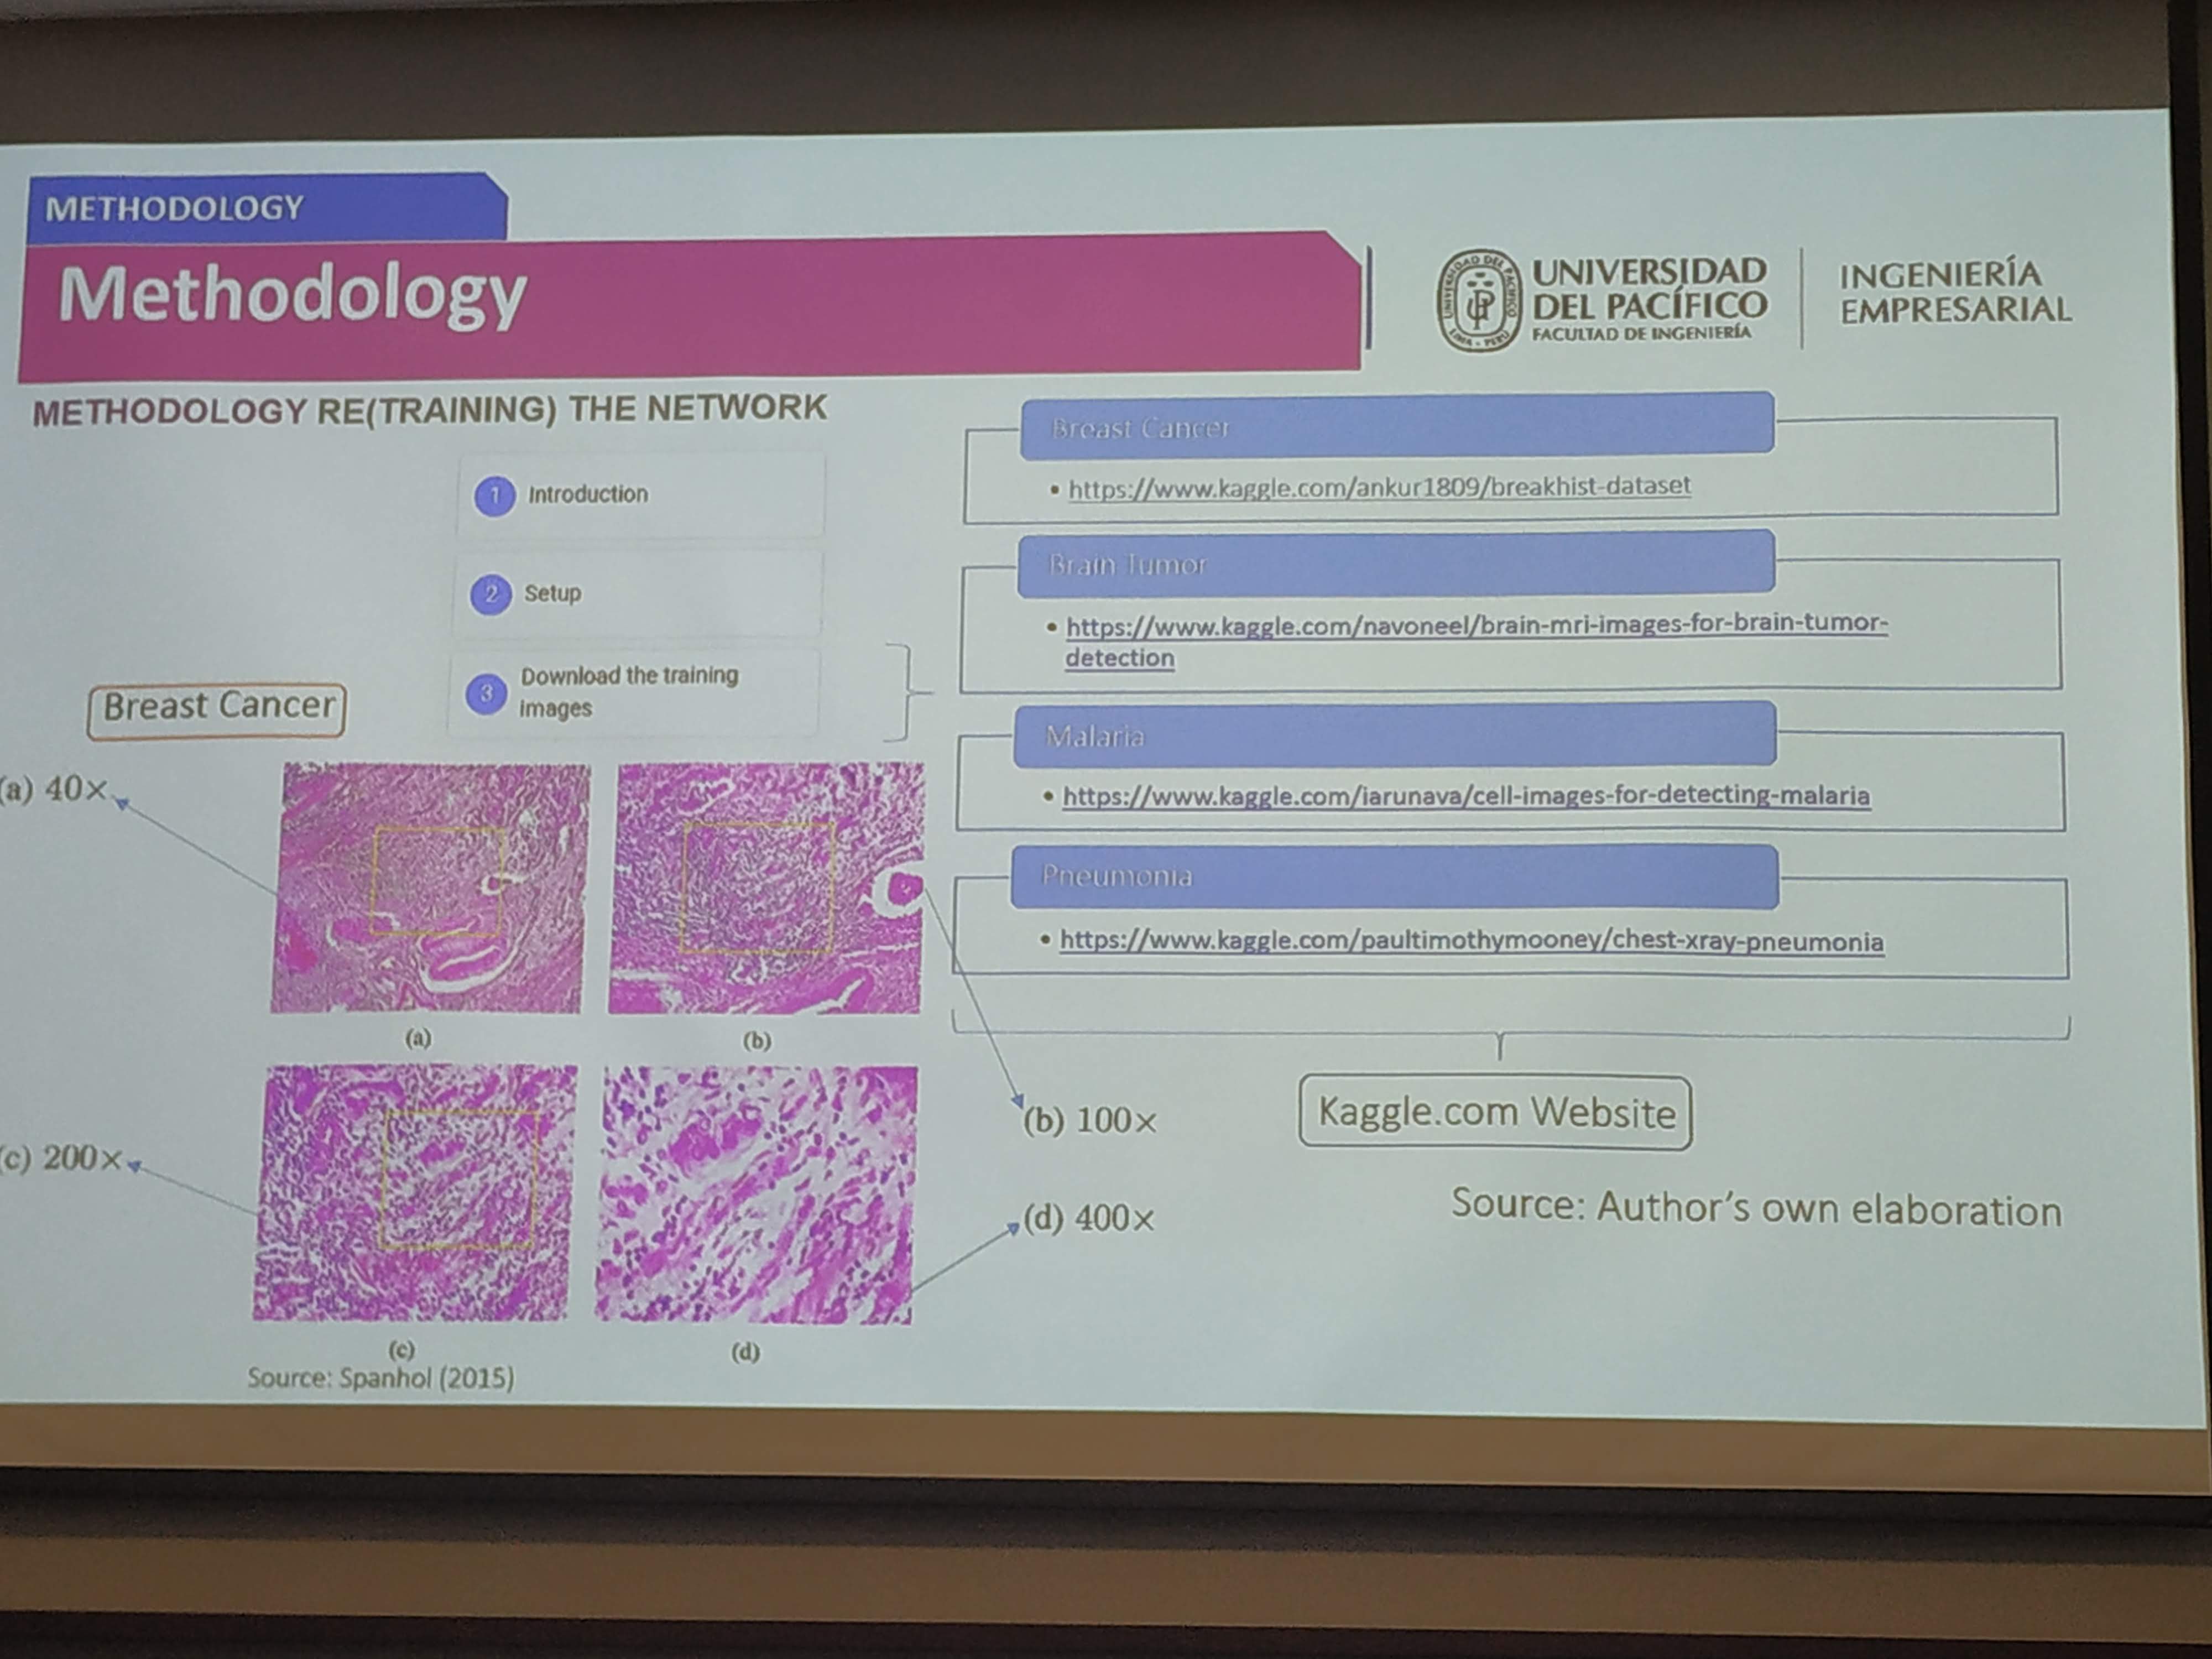 METHODOLOGY
Methodology
UNIVERSIDAD DEL PACÍFICO
LIMA - PERÚ
UNIVERSIDAD
DEL PACÍFICO
FACULTAD DE INGENIERÍA
INGENIERÍA
EMPRESARIAL
METHODOLOGY RE(TRAINING) THE NETWORK
1 Introduction
2 Setup
3 Download the training
images
Breast Cancer
• https://www.kaggle.com/ankur1809/breakhist-dataset
Brain Tumor
• https://www.kaggle.com/navoneel/brain-mri-images-for-brain-tumor-
detection
Malaria
• https://www.kaggle.com/iarunava/cell-images-for-detecting-malaria
Pneumonia
• https://www.kaggle.com/paultimothymooney/chest-xray-pneumonia
Kaggle.com Website
Source: Author's own elaboration
Breast Cancer
(a) 40×
(a)
(b)
(b) 100×
(c) 200×
(d) 400×
(c)
(d)
Source: Spanhol (2015)